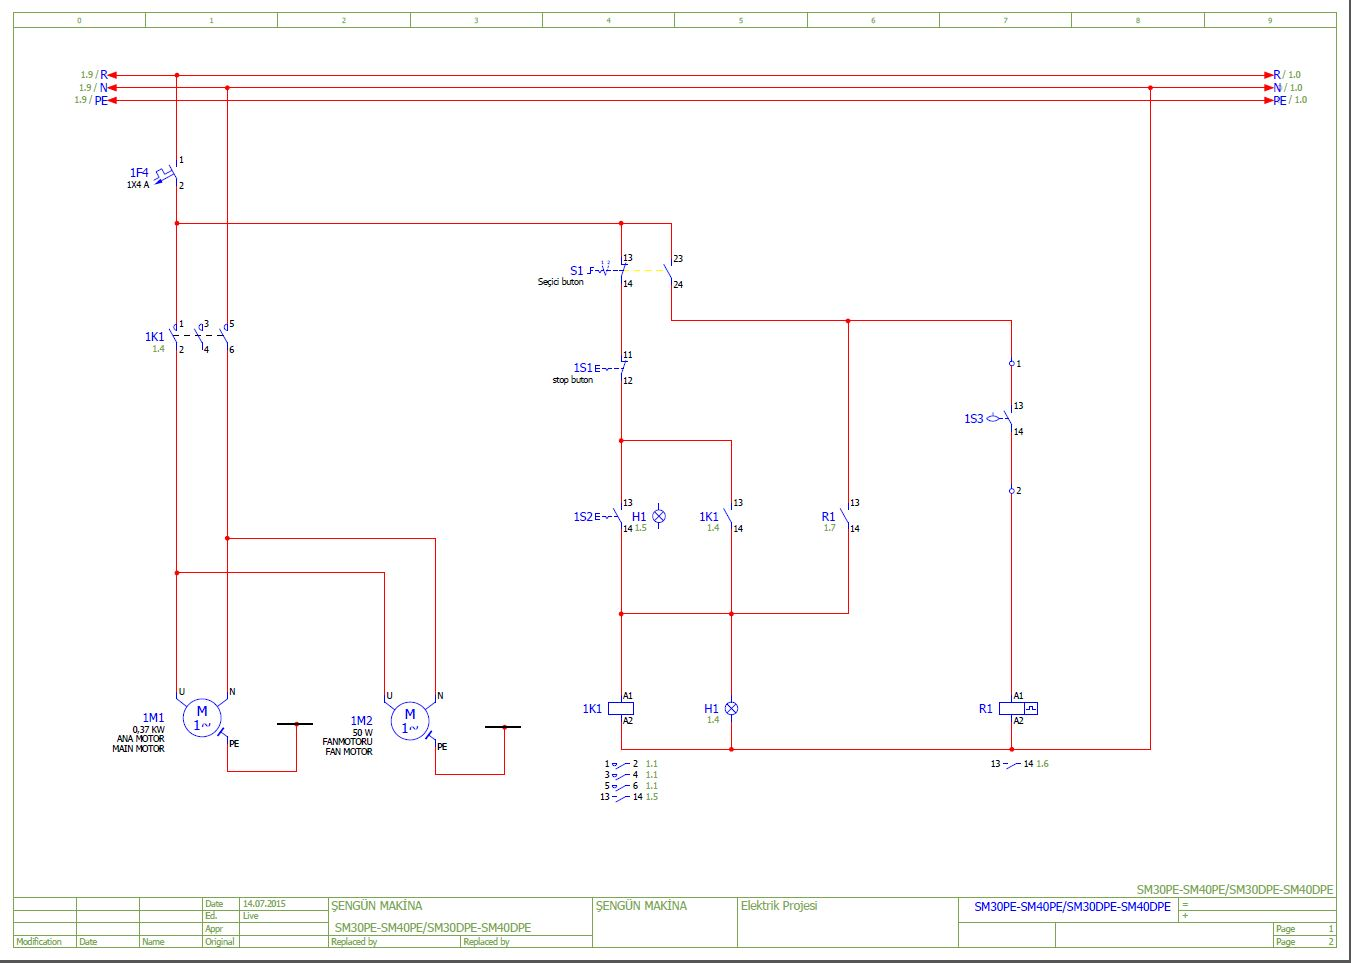 0 1 2 3 4 5 6 7 8 9
1.9 / R R / 1.0
1.9 / N N / 1.0
1.9 / PE PE / 1.0
1
1F4
1X4 A
2
13 23
S1 1 2
Seçici buton
14 24
1 3 5
1K1
1.4
2 4 6
11
1S1
stop buton
12
1
13
1S3
14
2
13 13 13
1S2 H1 1K1 R1
14 1.5 1.4 14 1.7 14
U N U N
M
1~
1M1
0,37 KW
ANA MOTOR
MAIN MOTOR
PE
M
1~
1M2
50 W
FANMOTORU
FAN MOTOR
PE
A1 A1
1K1 H1 R1
1.4
A2 A2
1 2 1.1
3 4 1.1
5 6 1.1
13 14 1.5
13 14 1.6
SM30PE-SM40PE/SM30DPE-SM40DPE
Date 14.07.2015
Ed. Live
Appr
Modification Date Name Original
ŞENGÜN MAKİNA
SM30PE-SM40PE/SM30DPE-SM40DPE
Replaced by Replaced by
ŞENGÜN MAKİNA
Elektrik Projesi
SM30PE-SM40PE/SM30DPE-SM40DPE
=
+
Page 1
Page 2